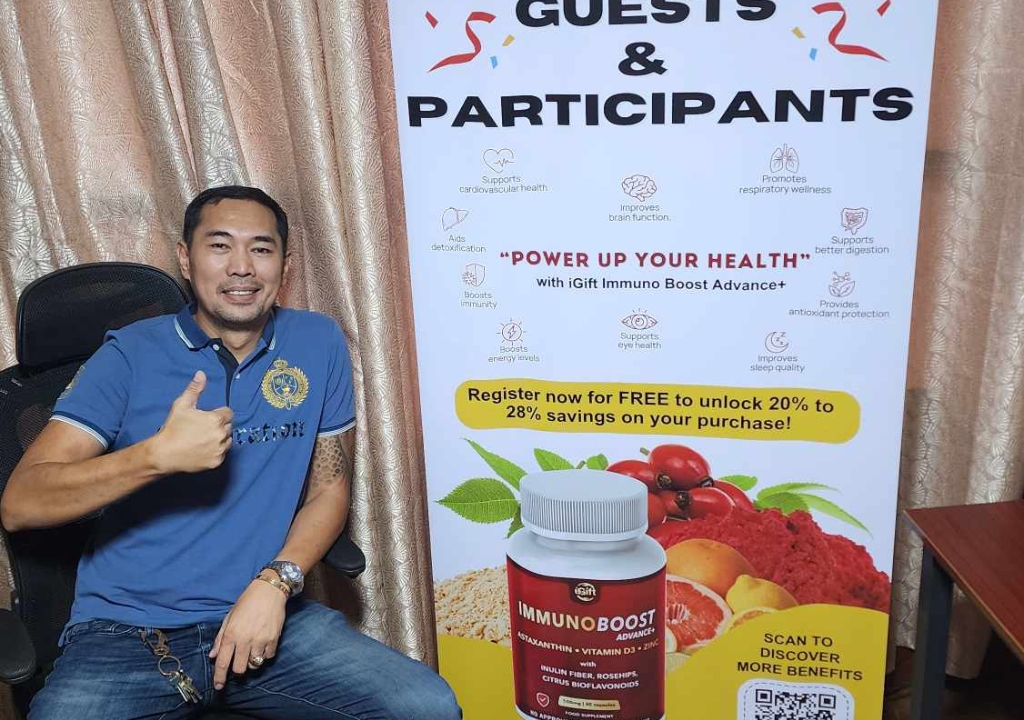 GUESTS
&
PARTICIPANTS
Supports
cardiovascular health
Improves
brain function.
Promotes
respiratory wellness
Aids
detoxification
Supports
better digestion
“POWER UP YOUR HEALTH”
with iGift Immuno Boost Advance+
Boosts
immunity
Provides
antioxidant protection
Boosts
energy levels
Supports
eye health
Improves
sleep quality
Register now for FREE to unlock 20% to
28% savings on your purchase!
iGift
IMMUNOBOOST
ADVANCE+
ASTAXANTHIN • VITAMIN D3 • ZINC
with
INULIN FIBER, ROSEHIPS,
CITRUS BIOFLAVONOIDS
FOOD SUPPLEMENT
SCAN TO
DISCOVER
MORE BENEFITS